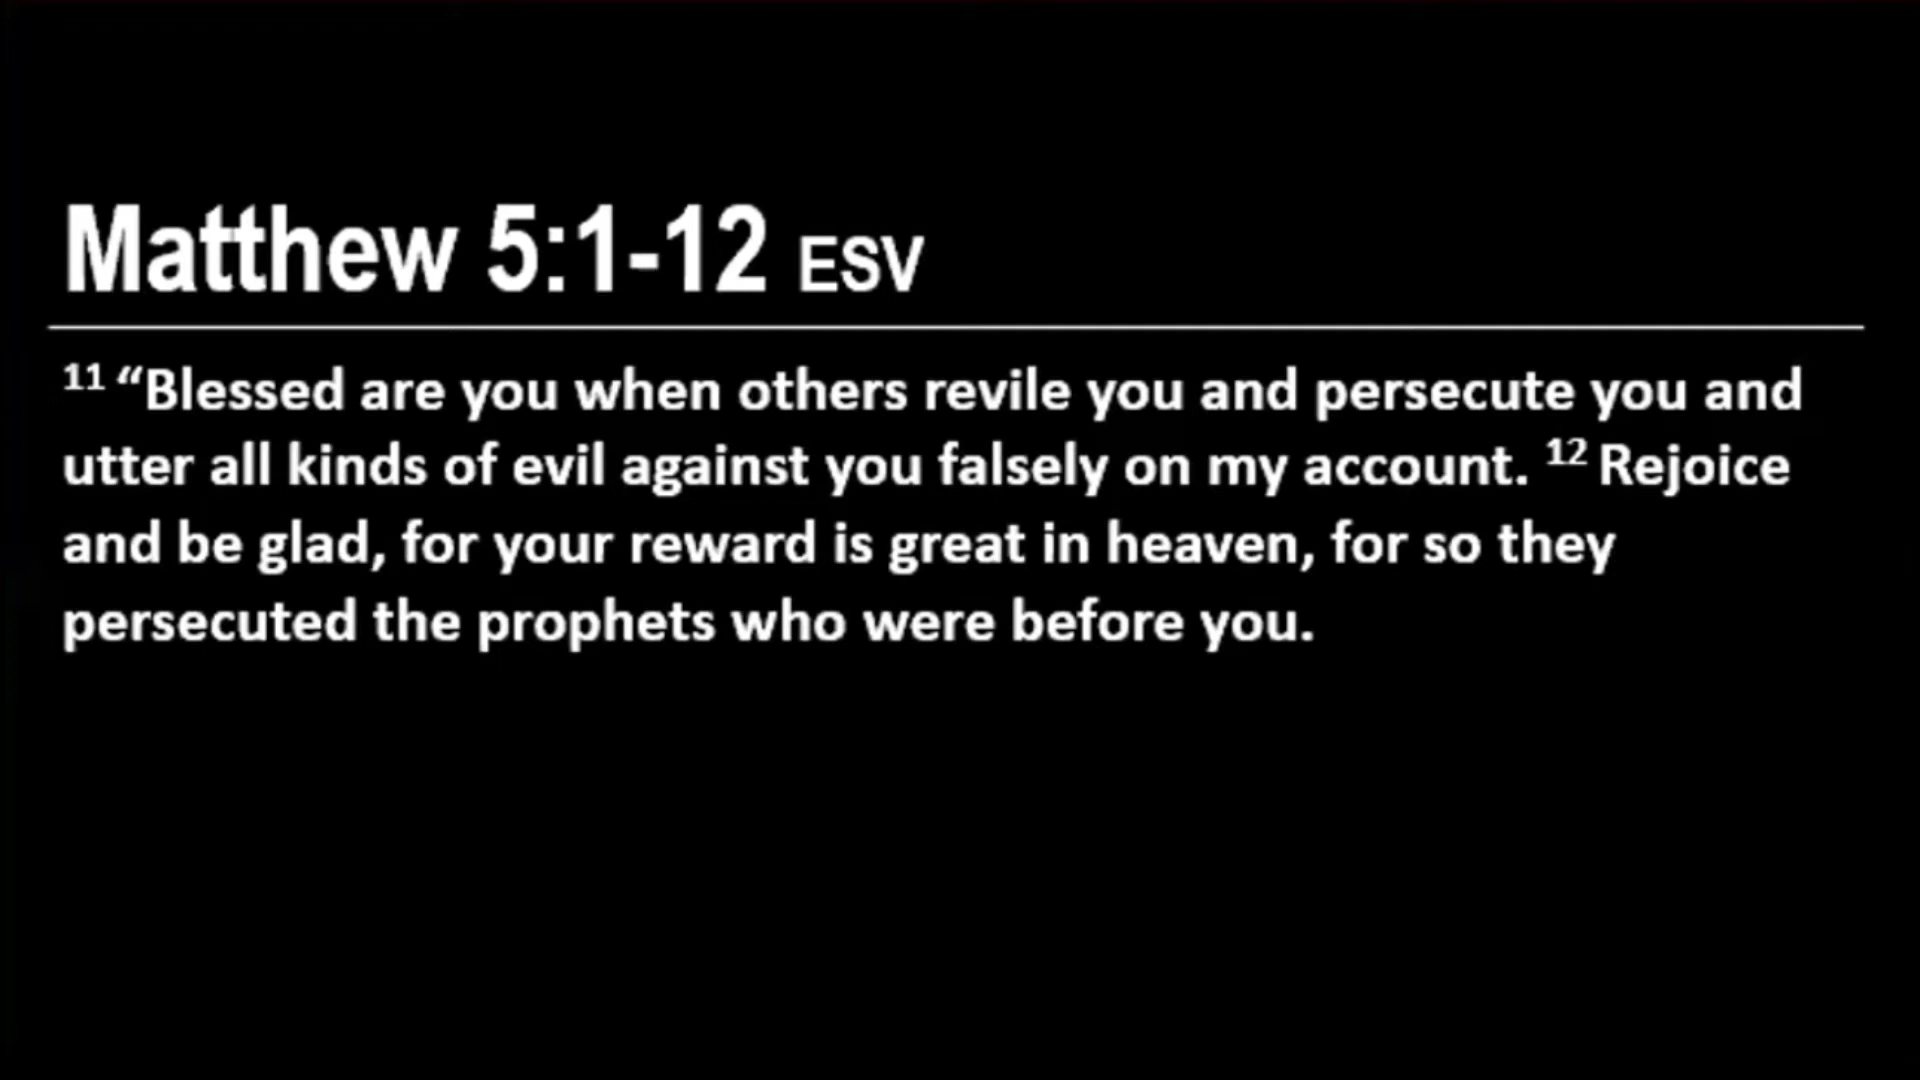 Matthew 5:1-12 ESV
11 “Blessed are you when others revile you and persecute you and
utter all kinds of evil against you falsely on my account. 12 Rejoice
and be glad, for your reward is great in heaven, for so they
persecuted the prophets who were before you.